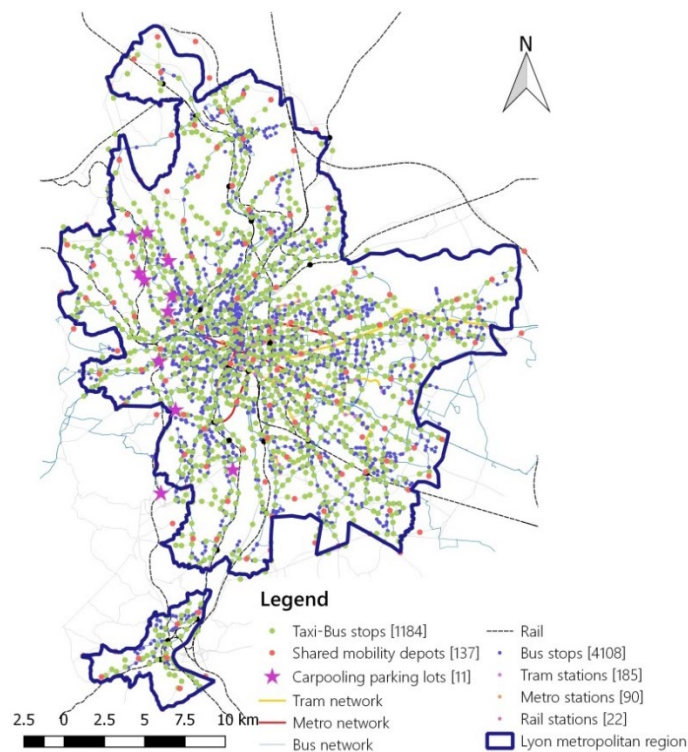 N
Legend
Taxi-Bus stops [1184]
Shared mobility depots [137]
Carpooling parking lots [11]
Tram network
Metro network
Bus network
Rail
Bus stops [4108]
Tram stations [185]
Metro stations [90]
Rail stations [22]
Lyon metropolitan region
2.5 0 2.5 5 7.5 10 km